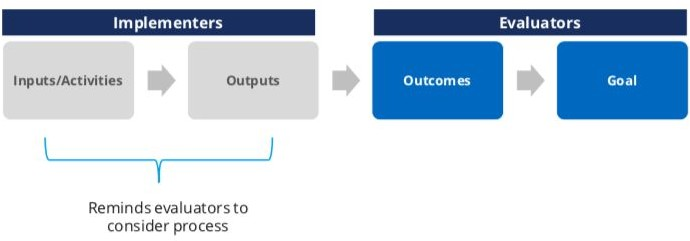 Implementers
Evaluators
Inputs/Activities
Outputs
Outcomes
Goal
Reminds evaluators to
consider process